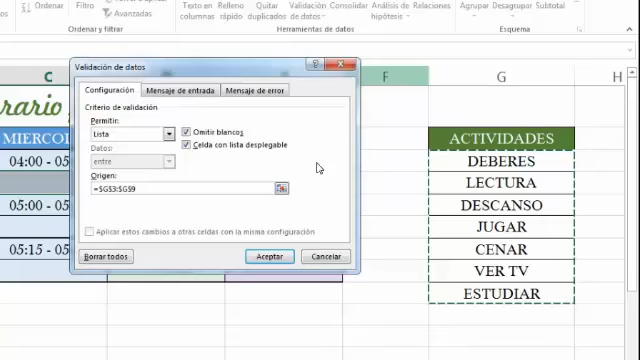 Ordenar
Filtro
Avanzadas
Ordenar y filtrar
Texto en columnas
Relleno rápido
Quitar duplicados
Validación de datos
Consolidar
Análisis de hipótesis
Relaciones
Herramientas de datos
Agrupar
Desagrupar
Subtotal
Esquema
C
F
G
H
Validación de datos
Configuración
Mensaje de entrada
Mensaje de error
Criterio de validación
Permitir:
Lista
Omitir blancos
Datos:
Celda con lista desplegable
entre
Origen:
=$G$3:$G$9
Aplicar estos cambios a otras celdas con la misma configuración
Borrar todos
Aceptar
Cancelar
orario
MIERCOL
04:00 - 05
05:00 - 05
05:15 - 05
ACTIVIDADES
DEBERES
LECTURA
DESCANSO
JUGAR
CENAR
VER TV
ESTUDIAR